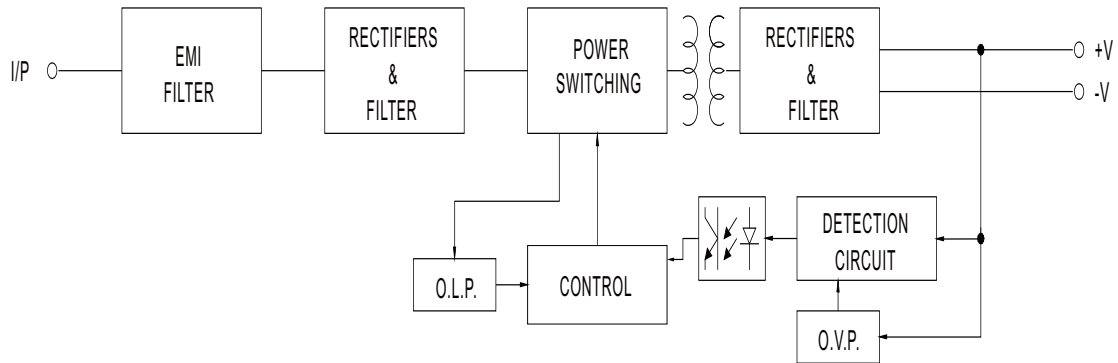 I/P
EMI
FILTER
RECTIFIERS
&
FILTER
POWER
SWITCHING
RECTIFIERS
&
FILTER
+V
-V
O.L.P.
CONTROL
DETECTION
CIRCUIT
O.V.P.